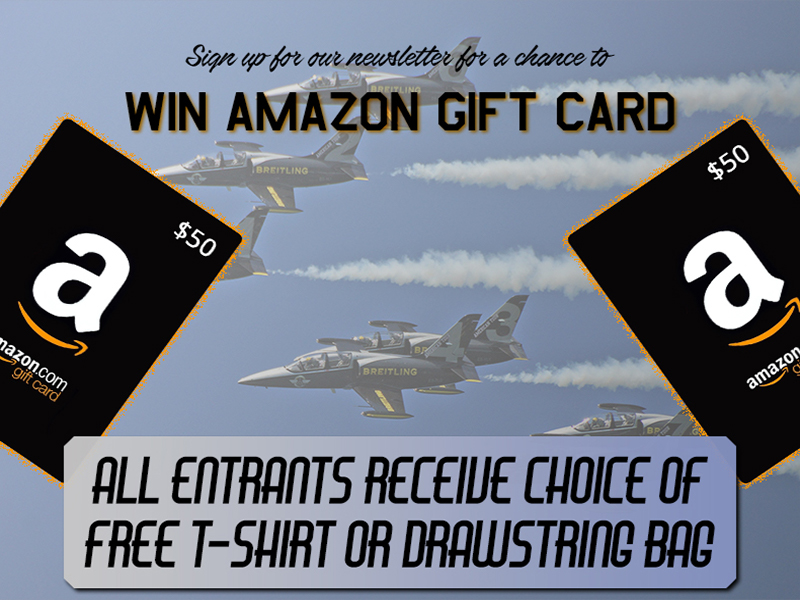 Sign up for our newsletter for a chance to
WIN AMAZON GIFT CARD
BREITLING
$50
$50
a
a
amazon.com
gift card
amazon
BREITLING
ALL ENTRANTS RECEIVE CHOICE OF
FREE T-SHIRT OR DRAWSTRING BAG